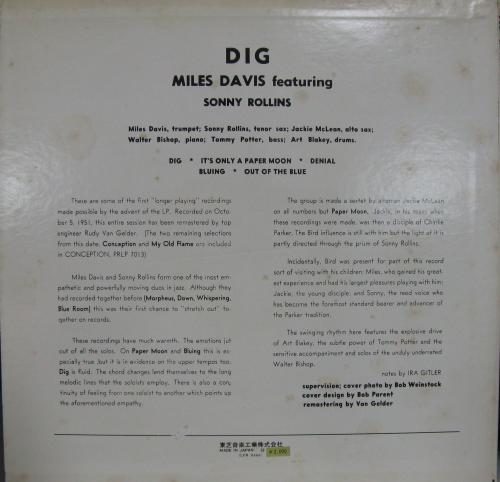 DIG
MILES DAVIS featuring
SONNY ROLLINS
Miles Davis, trumpet; Sonny Rollins, tenor sax; Jackie McLean, alto sax;
Walter Bishop, piano; Tommy Potter, bass; Art Blakey, drums.
DIG * IT'S ONLY A PAPER MOON * DENIAL
BLUING * OUT OF THE BLUE
These are some of the first "longer playing" recordings
made possible by the advent of the LP. Recorded on Octo-
ber 5, 1951, this entire session has been remastered by top
engineer Rudy Van Gelder. (The two remaining selections
from this date, Conception and My Old Flame are included
in CONCEPTION, PRLP 7013)
Miles Davis and Sonny Rollins form one of the most em-
pathetic and powerfully moving duos in jazz. Although they
had recorded together before (Morpheus, Down, Whispering,
Blue Room) this was their first chance to "stretch out" to-
gether on records.
These recordings have much warmth. The emotions jut
out of all the solos. On Paper Moon and Bluing this is es-
pecially true but it is in evidence on the upper tempos too.
Dig is fluid. The chord changes lend themselves to the long
melodic lines that the soloists employ. There is also a con-
tinuity of feeling from one soloist to another which points up
the aforementioned empathy.
The group is made a sextet by altoman Jackie McLean
on all numbers but Paper Moon. Jackie, in his teens when
these recordings were made, was then a disciple of Charlie
Parker. The Bird influence is still with him but the light of it is
partly directed through the prism of Sonny Rollins.
Incidentally, Bird was present for part of this record
sort of visiting with his children: Miles, who gained his great-
est experience and had his largest pleasures playing with him;
Jackie, the young disciple; and Sonny, the reed voice who
has become the foremost standard bearer and advancer of
the Parker tradition.
The swinging rhythm here features the explosive drive
of Art Blakey, the subtle power of Tommy Potter and the
sensitive accompaniment and solos of the unduly underrated
Walter Bishop.
notes by IRA GITLER
supervision; cover photo by Bob Weinstock
cover design by Bob Parent
remastering by Van Gelder
東芝音楽工業株式会社
MADE IN JAPAN
¥2,000